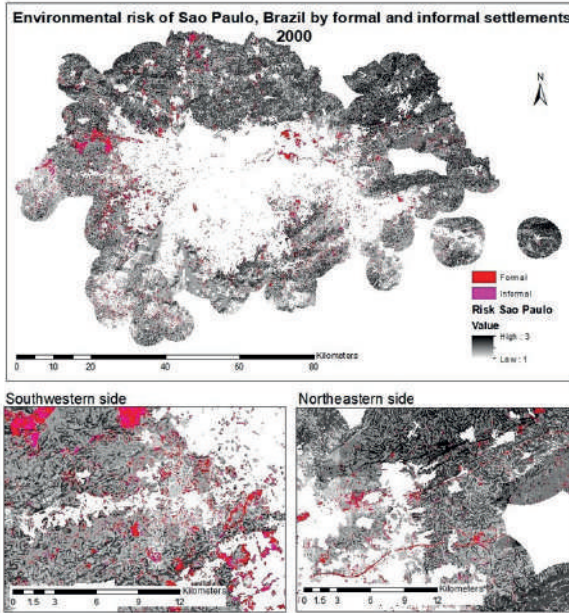 Environmental risk of Sao Paulo, Brazil by formal and informal settlements,
2000
N
Formal
Informal
Risk Sao Paulo
Value
High : 3
Low : 1
Kilometers
0 5 10 20 40 60 80
Southwestern side
Northeastern side
Kilometers
0 1.5 3 6 9 12
Kilometers
0 1.5 3 6 9 12